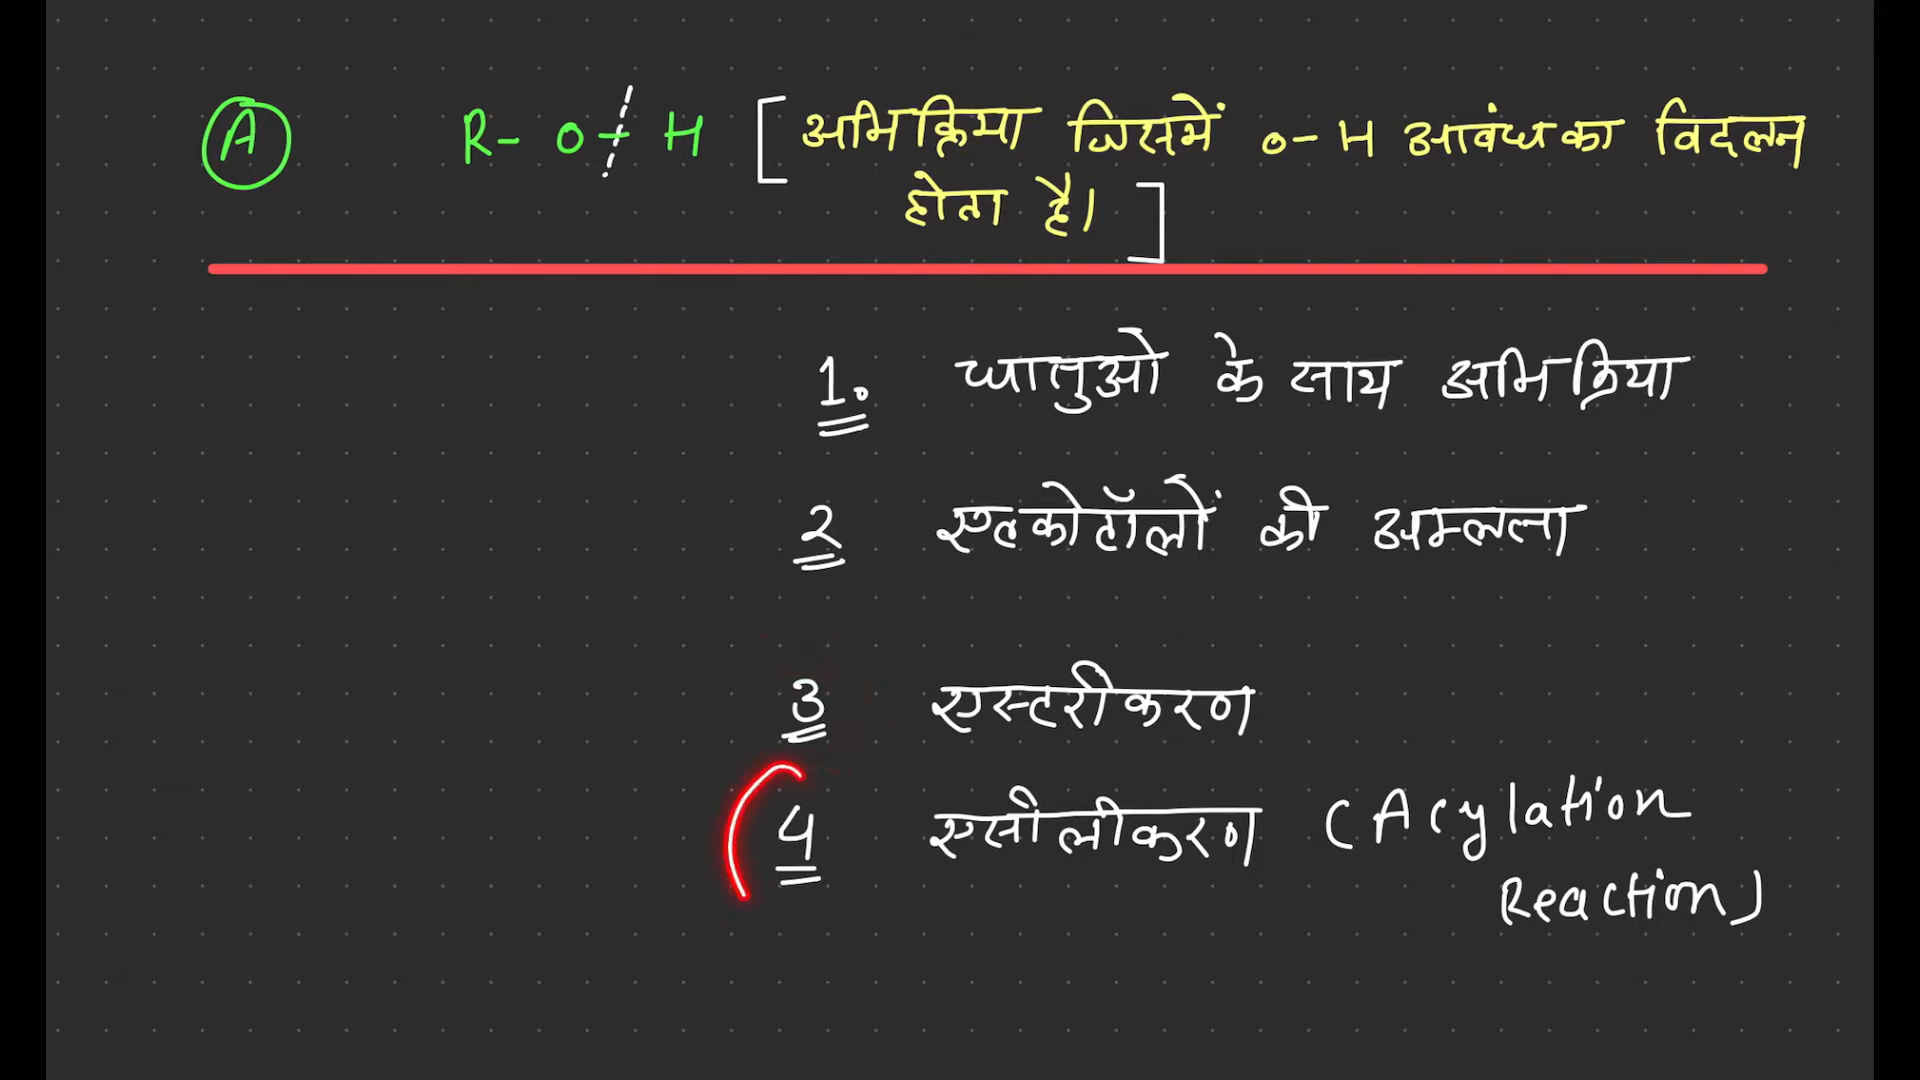 A R-O-H [अभिक्रिया जिसमें O-H आबंध का विदलन
होता है।]
1. धातुओ के साथ अभिक्रिया
2 एल्कोहॉलों की अम्लता
3 एस्टरीकरण
4 एसीलीकरण (Acylation
Reaction)